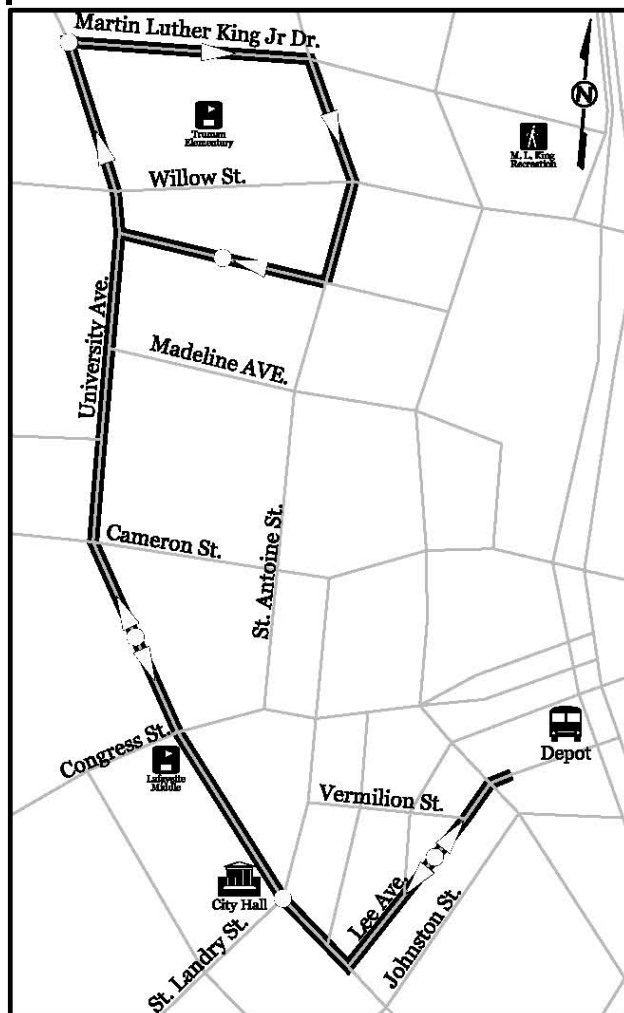 Martin Luther King Jr Dr.
N
Truman
Elementary
M. L. King
Recreation
Willow St.
University Ave.
Madeline AVE.
St. Antoine St.
Cameron St.
Congress St.
Lafayette
Middle
Depot
Vermilion St.
City Hall
Lee Ave.
Johnston St.
St. Landry St.